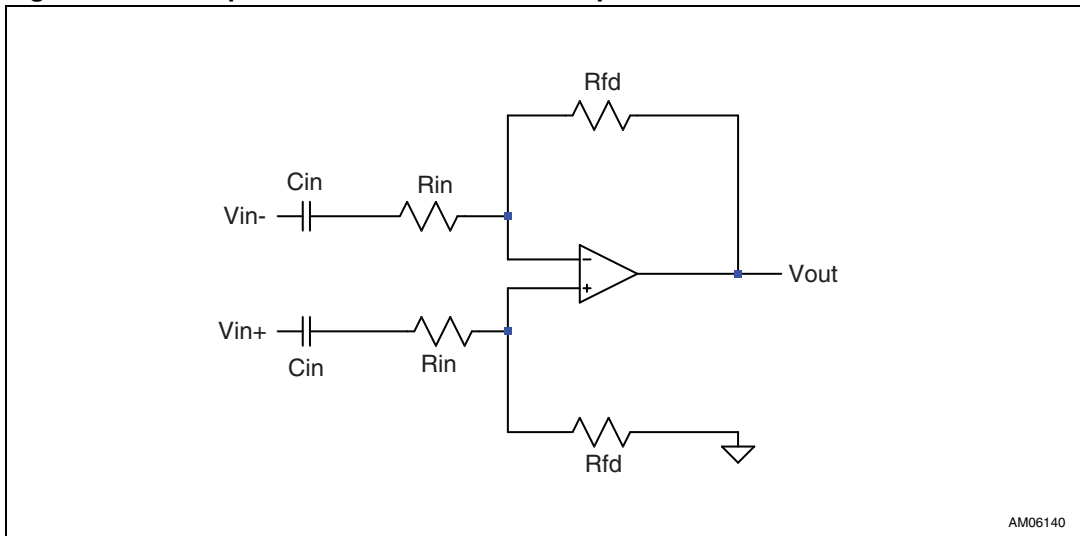 Rfd
Cin
Rin
Vin-
-
Vout
+
Vin+
Cin
Rin
Rfd
AM06140